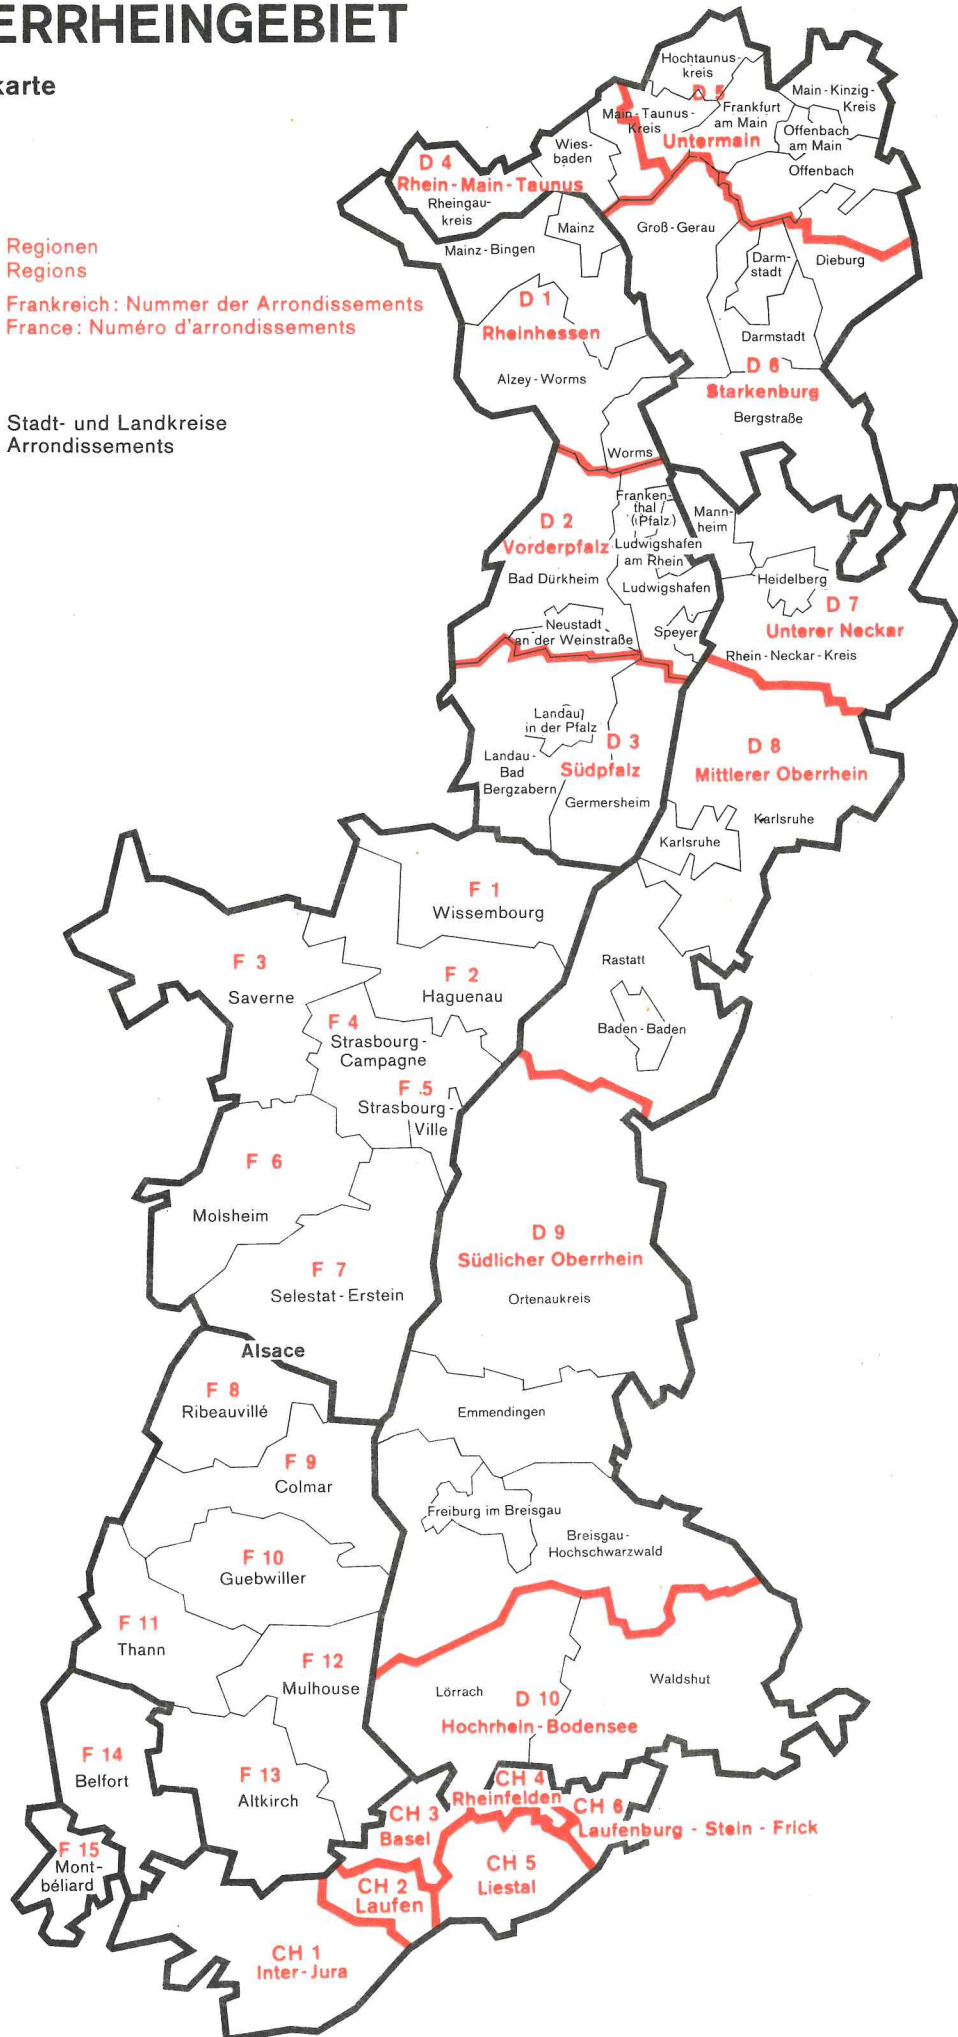 ERRHEINGEBIET
karte
Regionen
Regions
Frankreich: Nummer der Arrondissements
France: Numéro d'arrondissements
Stadt- und Landkreise
Arrondissements
Hochtaunus-
kreis
D 5
Main-Taunus-
Kreis
Frankfurt
am Main
Main-Kinzig-
Kreis
Untermain
Offenbach
am Main
Offenbach
Wies-
baden
D 4
Rhein-Main-Taunus
Rheingau-
kreis
Mainz
Mainz-Bingen
Groß-Gerau
Darm-
stadt
Dieburg
D 1
Rheinhessen
Darmstadt
Alzey-Worms
D 6
Starkenburg
Bergstraße
Worms
Franken-
thal
(Pfalz)
Mann-
heim
D 2
Vorderpfalz
Ludwigshafen
am Rhein
Bad Dürkheim
Ludwigshafen
Heidelberg
D 7
Unterer Neckar
Neustadt
an der Weinstraße
Speyer
Rhein-Neckar-Kreis
Landau
in der Pfalz
D 3
Südpfalz
Landau-
Bad
Bergzabern
Germersheim
D 8
Mittlerer Oberrhein
Karlsruhe
Karlsruhe
F 1
Wissembourg
F 3
Saverne
F 2
Haguenau
Rastatt
Baden-Baden
F 4
Strasbourg-
Campagne
F 5
Strasbourg-
Ville
F 6
Molsheim
D 9
Südlicher Oberrhein
Ortenaukreis
F 7
Selestat-Erstein
Alsace
F 8
Ribeauvillé
Emmendingen
F 9
Colmar
Freiburg im Breisgau
Breisgau-
Hochschwarzwald
F 10
Guebwiller
F 11
Thann
F 12
Mulhouse
Lörrach
Waldshut
D 10
Hochrhein-Bodensee
F 14
Belfort
F 13
Altkirch
CH 4
Rheinfelden
CH 3
Basel
CH 6
Laufenburg - Stein - Frick
F 15
Mont-
béliard
CH 5
Liestal
CH 2
Laufen
CH 1
Inter-Jura